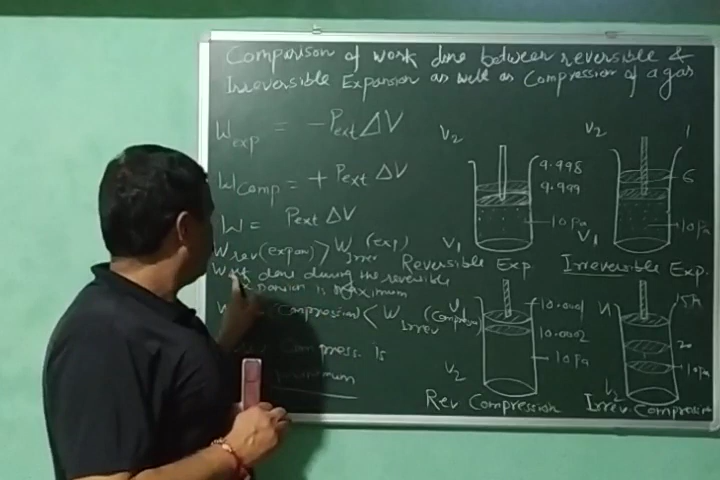 Comparison of work done between reversible &
Irreversible Expansion as well as Compression of a gas
Wexp = - Pext ΔV
WComp = + Pext ΔV
W = Pext ΔV
Wrev (expan) > WIrrev (exp)
Work done during the reversible
expansion is maximum
Compression) < WIrrev (Compress)
Compress. is
minimum
V2
9.998
9.999
10 Pa
V1
Reversible Exp.
V2
1
6
10 Pa
V1
Irreversible Exp.
V1
10.0001
10.0002
10 Pa
V2
Rev Compression
V1
20
10 Pa
V2
Irrev. Compression